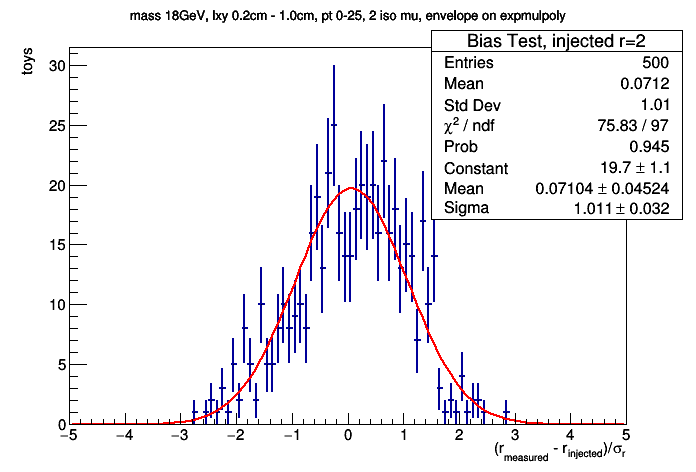 mass 18GeV, lxy 0.2cm - 1.0cm, pt 0-25, 2 iso mu, envelope on expmulpoly
Bias Test, injected r=2
Entries 500
Mean 0.0712
Std Dev 1.01
χ² / ndf 75.83 / 97
Prob 0.945
Constant 19.7 ± 1.1
Mean 0.07104 ± 0.04524
Sigma 1.011 ± 0.032
toys
30
25
20
15
10
5
0
−5 −4 −3 −2 −1 0 1 2 3 4 5
(r_measured - r_injected)/σ_r